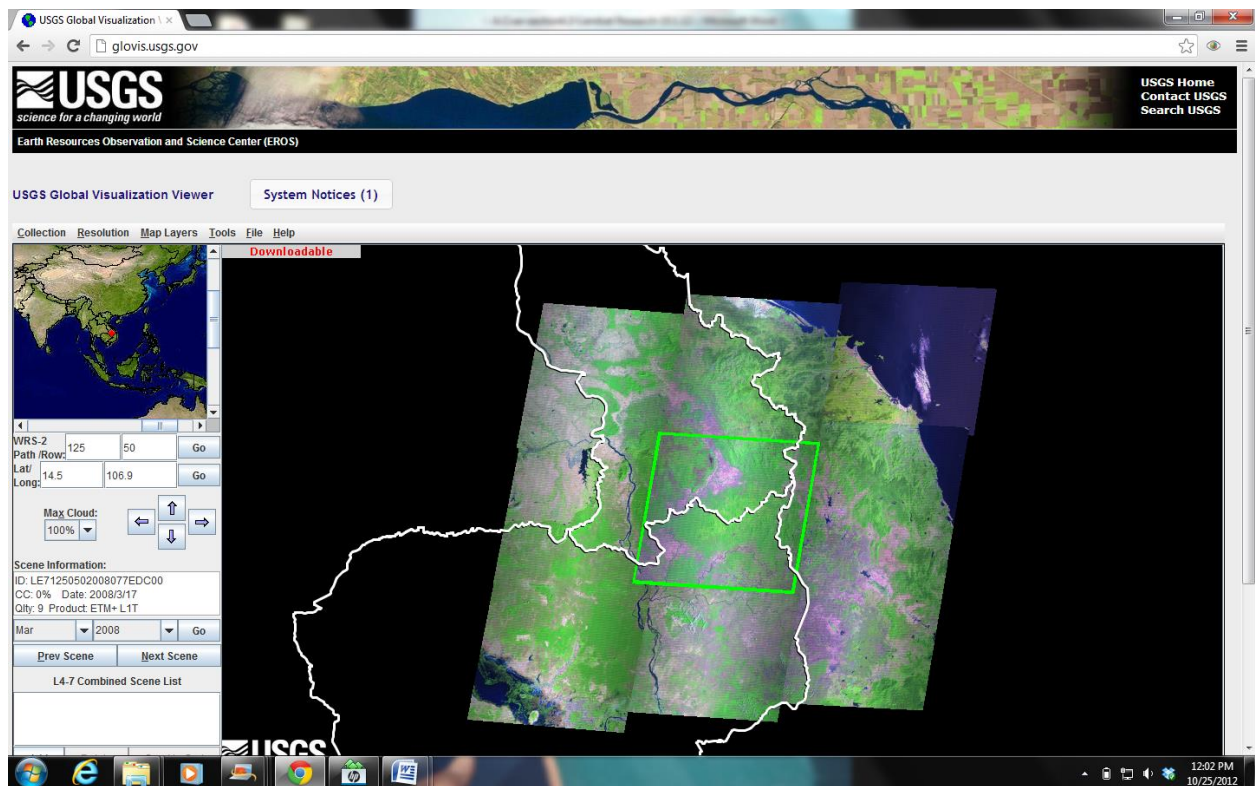 USGS Global Visualization \
glovis.usgs.gov
USGS
science for a changing world
USGS Home
Contact USGS
Search USGS
Earth Resources Observation and Science Center (EROS)
USGS Global Visualization Viewer
System Notices (1)
Collection Resolution Map Layers Tools File Help
Downloadable
WRS-2
Path /Row: 125 50 Go
Lat/
Long: 14.5 106.9 Go
Max Cloud:
100%
Scene Information:
ID: LE71250502008077EDC00
CC: 0% Date: 2008/3/17
Qlty: 9 Product: ETM+ L1T
Mar 2008 Go
Prev Scene Next Scene
L4-7 Combined Scene List
USGS
12:02 PM
10/25/2012